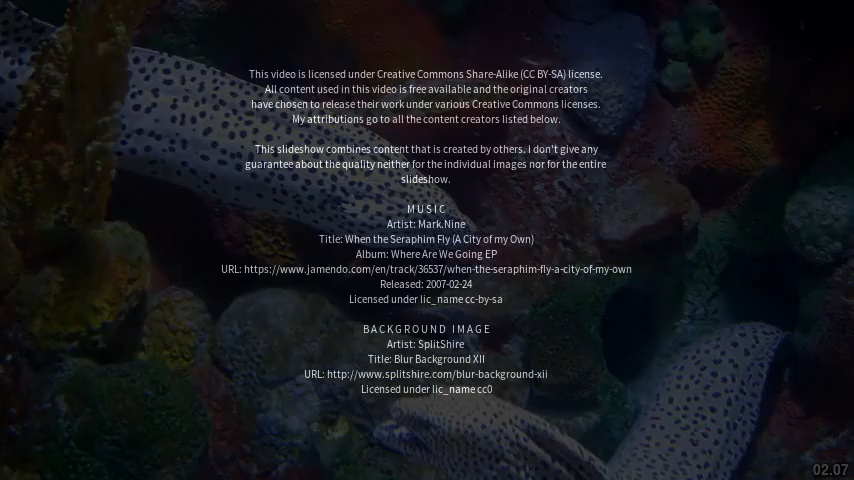 This video is licensed under Creative Commons Share-Alike (CC BY-SA) license.
All content used in this video is free available and the original creators
have chosen to release their work under various Creative Commons licenses.
My attributions go to all the content creators listed below.
This slideshow combines content that is created by others. I don't give any
guarantee about the quality neither for the individual images nor for the entire
slideshow.
MUSIC
Artist: Mark.Nine
Title: When the Seraphim Fly (A City of my Own)
Album: Where Are We Going EP
URL: https://www.jamendo.com/en/track/36537/when-the-seraphim-fly-a-city-of-my-own
Released: 2007-02-24
Licensed under lic_name cc-by-sa
BACKGROUND IMAGE
Artist: SplitShire
Title: Blur Background XII
URL: http://www.splitshire.com/blur-background-xii
Licensed under lic_name cc0
02.07